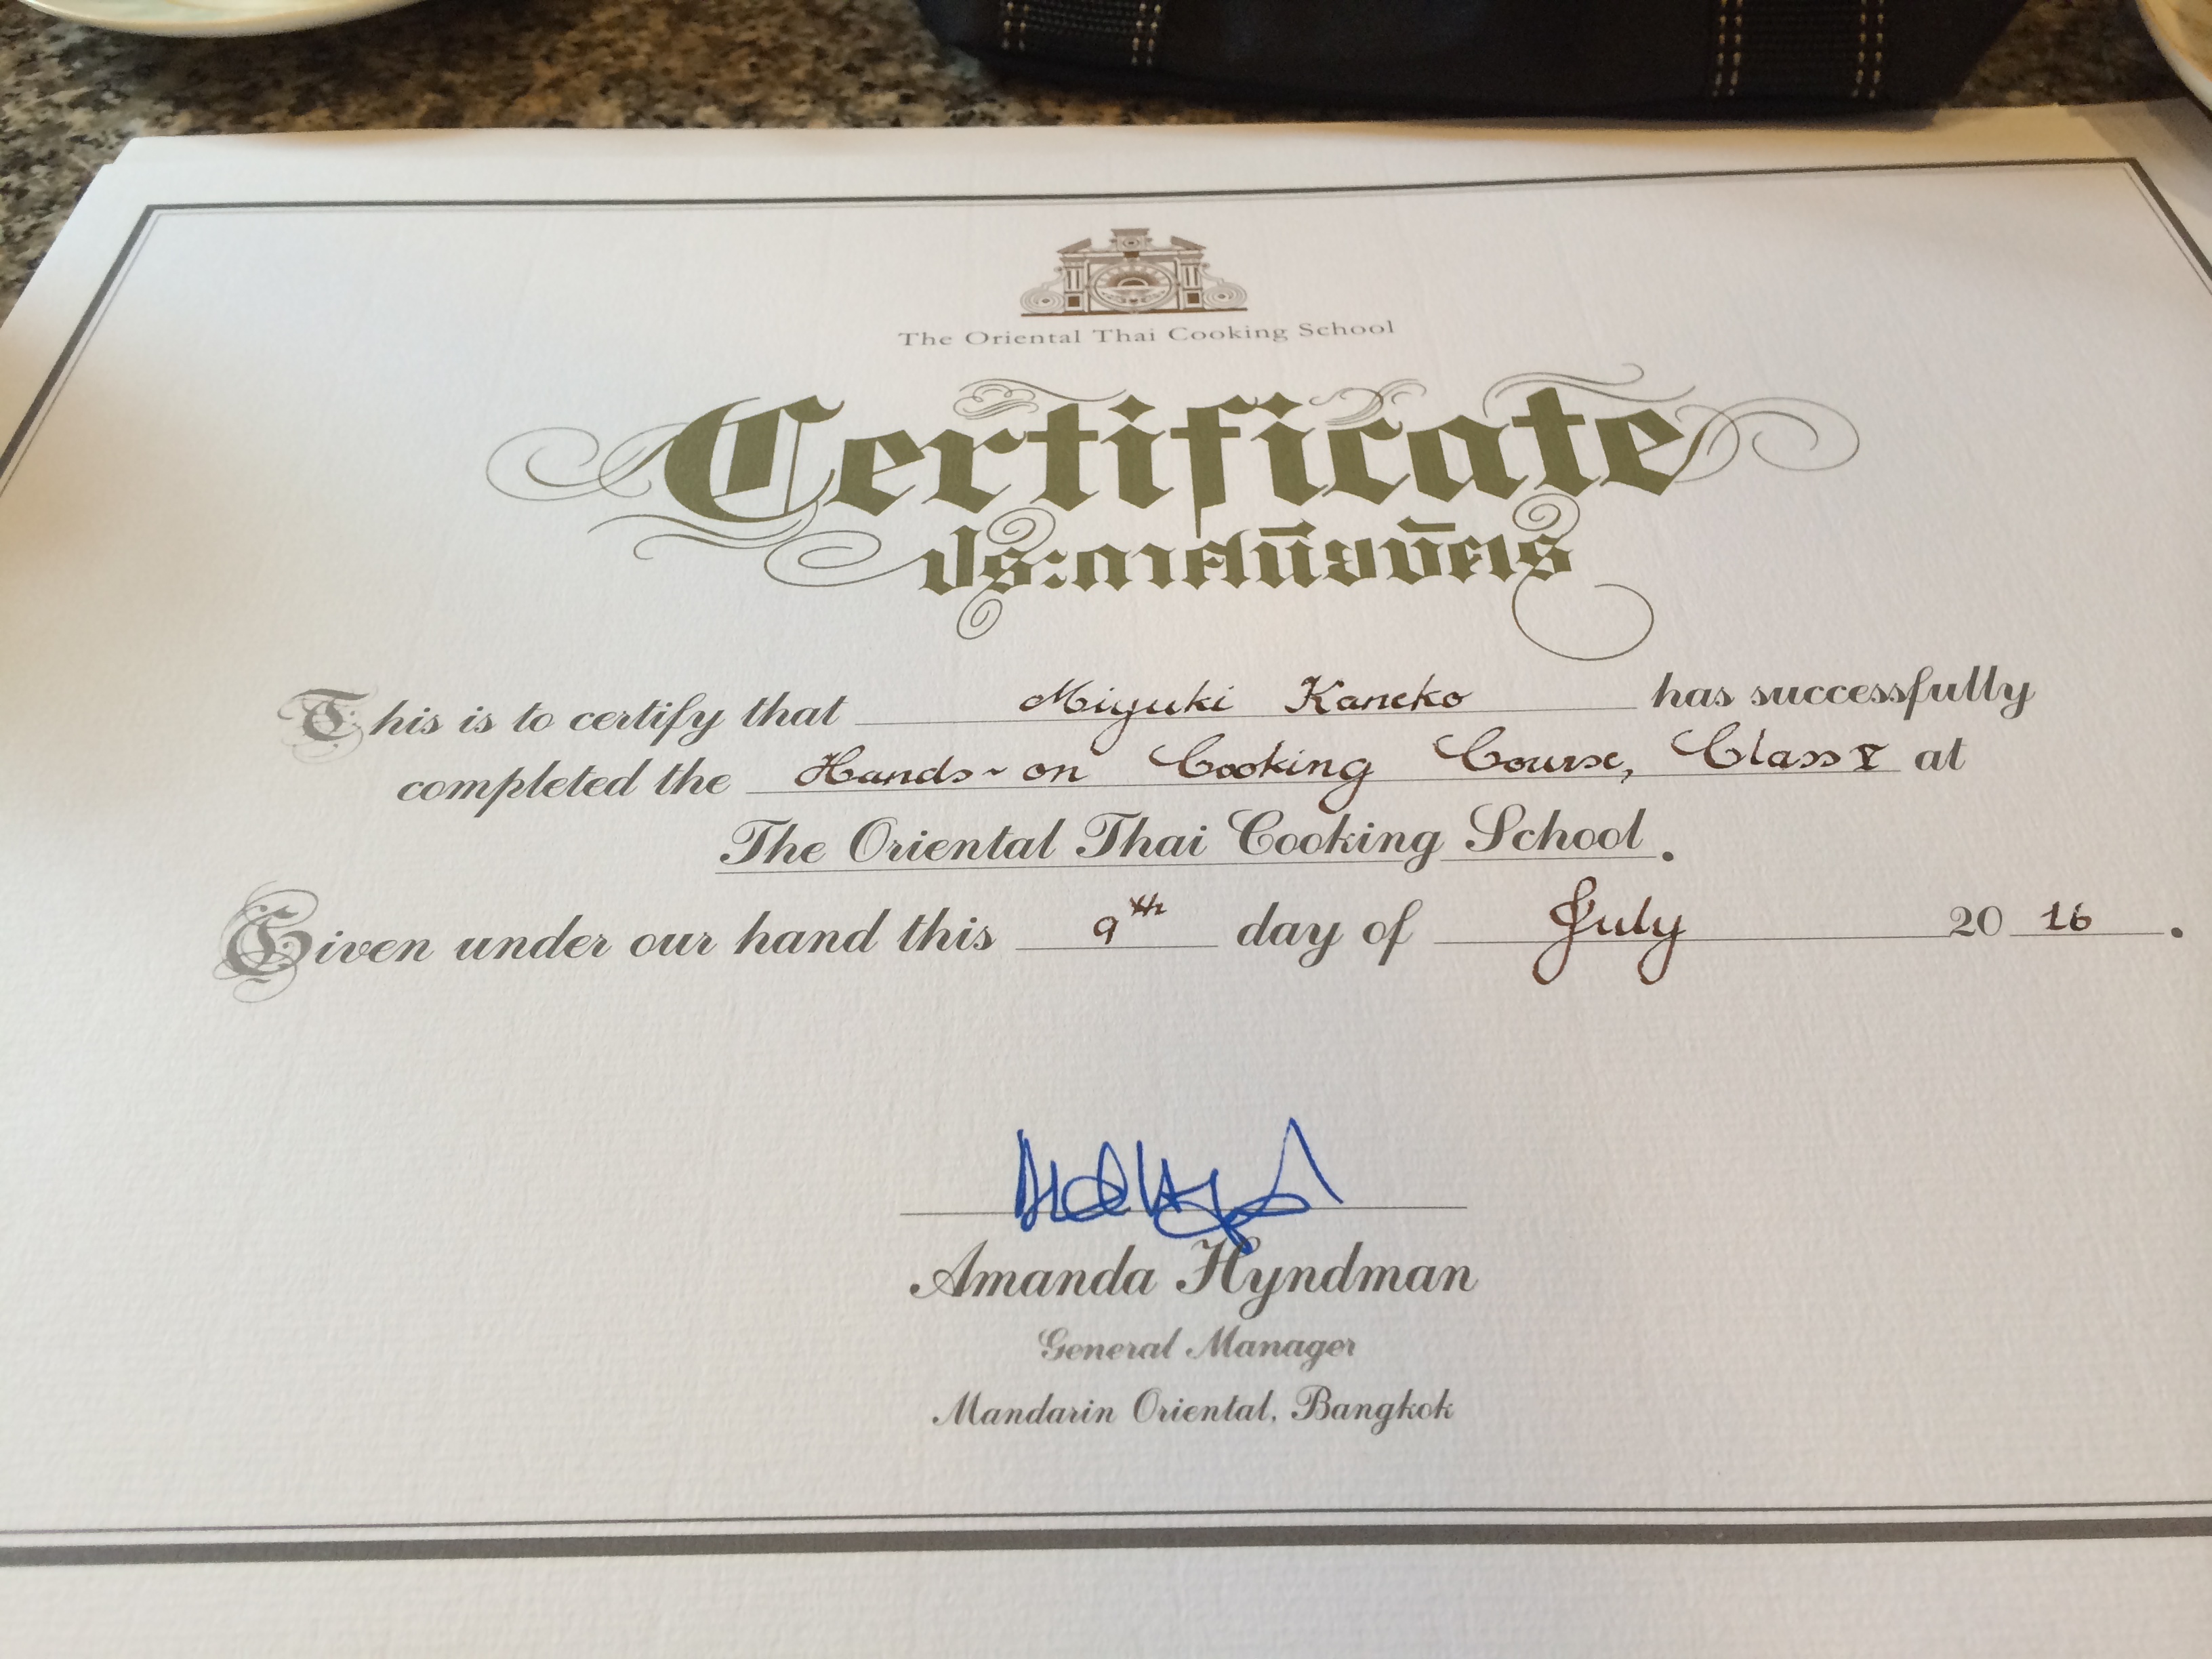 The Oriental Thai Cooking School
Certificate
ประกาศนียบัตร
This is to certify that Miyuki Kaneko has successfully
completed the Hands-on Cooking Course, Class V at
The Oriental Thai Cooking School.
Given under our hand this 9th day of July 2016.
Amanda Hyndman
General Manager
Mandarin Oriental, Bangkok